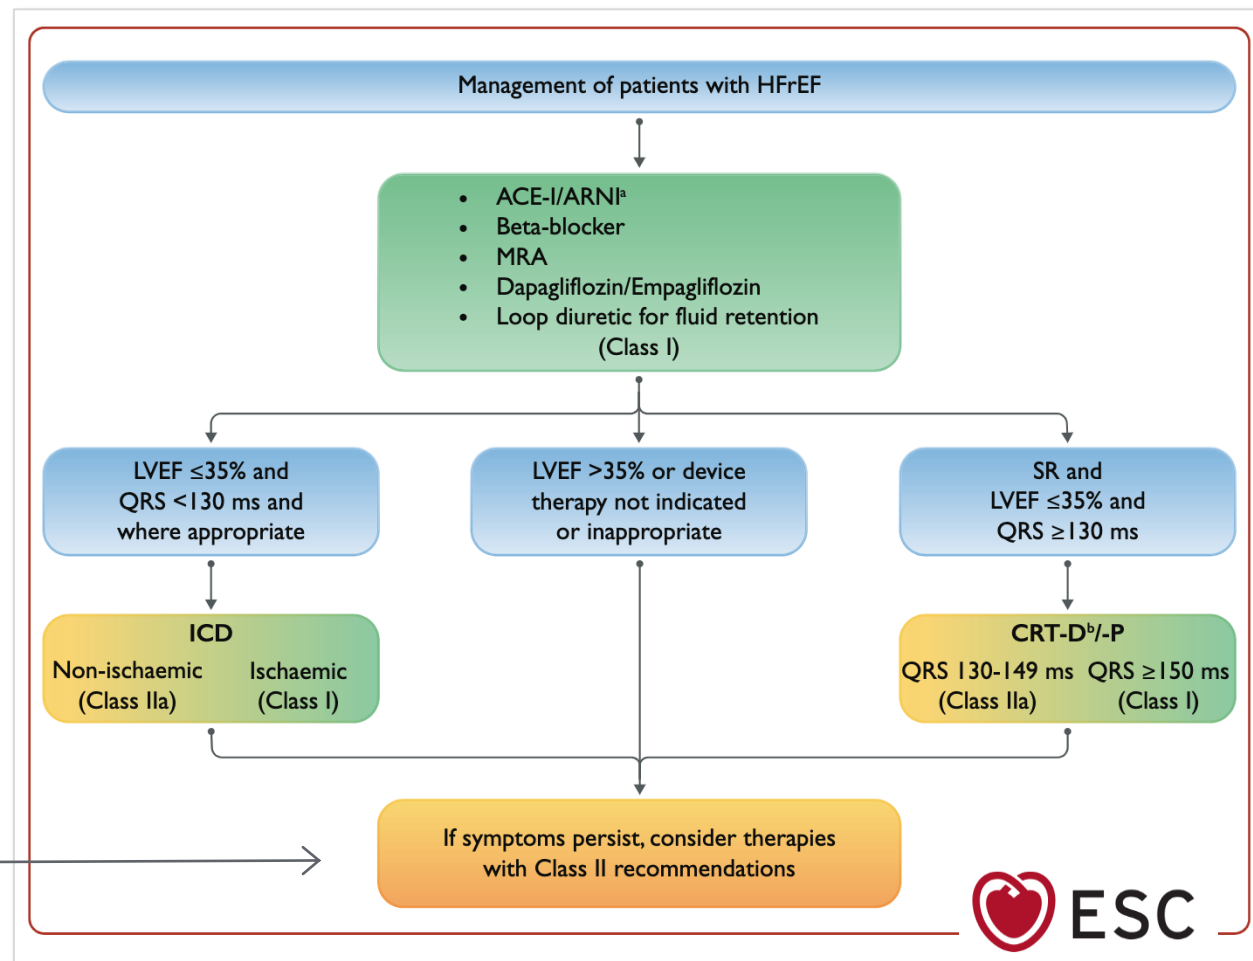 Management of patients with HFrEF
• ACE-I/ARNIᵃ
• Beta-blocker
• MRA
• Dapagliflozin/Empagliflozin
• Loop diuretic for fluid retention
(Class I)
LVEF ≤35% and
QRS <130 ms and
where appropriate
LVEF >35% or device
therapy not indicated
or inappropriate
SR and
LVEF ≤35% and
QRS ≥130 ms
ICD
Non-ischaemic
(Class IIa)
Ischaemic
(Class I)
CRT-Dᵇ/-P
QRS 130-149 ms
(Class IIa)
QRS ≥150 ms
(Class I)
If symptoms persist, consider therapies
with Class II recommendations
ESC